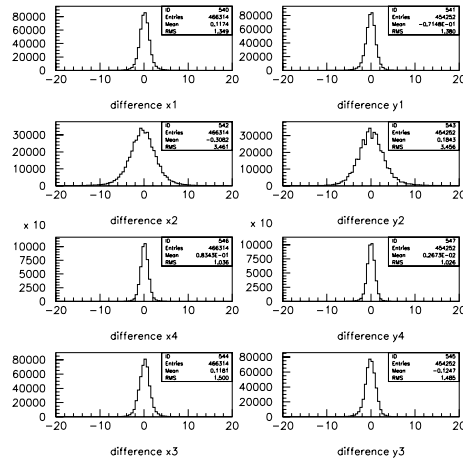 80000
60000
40000
20000
0
ID 540
Entries 466314
Mean 0.1174
RMS 1.349
-20 -10 0 10 20
difference x1
80000
60000
40000
20000
0
ID 541
Entries 454252
Mean -0.7148E-01
RMS 1.380
-20 -10 0 10 20
difference y1
30000
20000
10000
0
ID 542
Entries 466314
Mean -0.3082
RMS 3.461
-20 -10 0 10 20
difference x2
30000
20000
10000
0
ID 543
Entries 454252
Mean 0.1843
RMS 3.456
-20 -10 0 10 20
difference y2
x 10
10000
7500
5000
2500
0
ID 546
Entries 466314
Mean 0.8343E-01
RMS 1.036
-20 -10 0 10 20
difference x4
x 10
10000
7500
5000
2500
0
ID 547
Entries 454252
Mean 0.2673E-02
RMS 1.026
-20 -10 0 10 20
difference y4
80000
60000
40000
20000
0
ID 544
Entries 466314
Mean 0.1181
RMS 1.500
-20 -10 0 10 20
difference x3
80000
60000
40000
20000
0
ID 545
Entries 454252
Mean -0.1247
RMS 1.485
-20 -10 0 10 20
difference y3